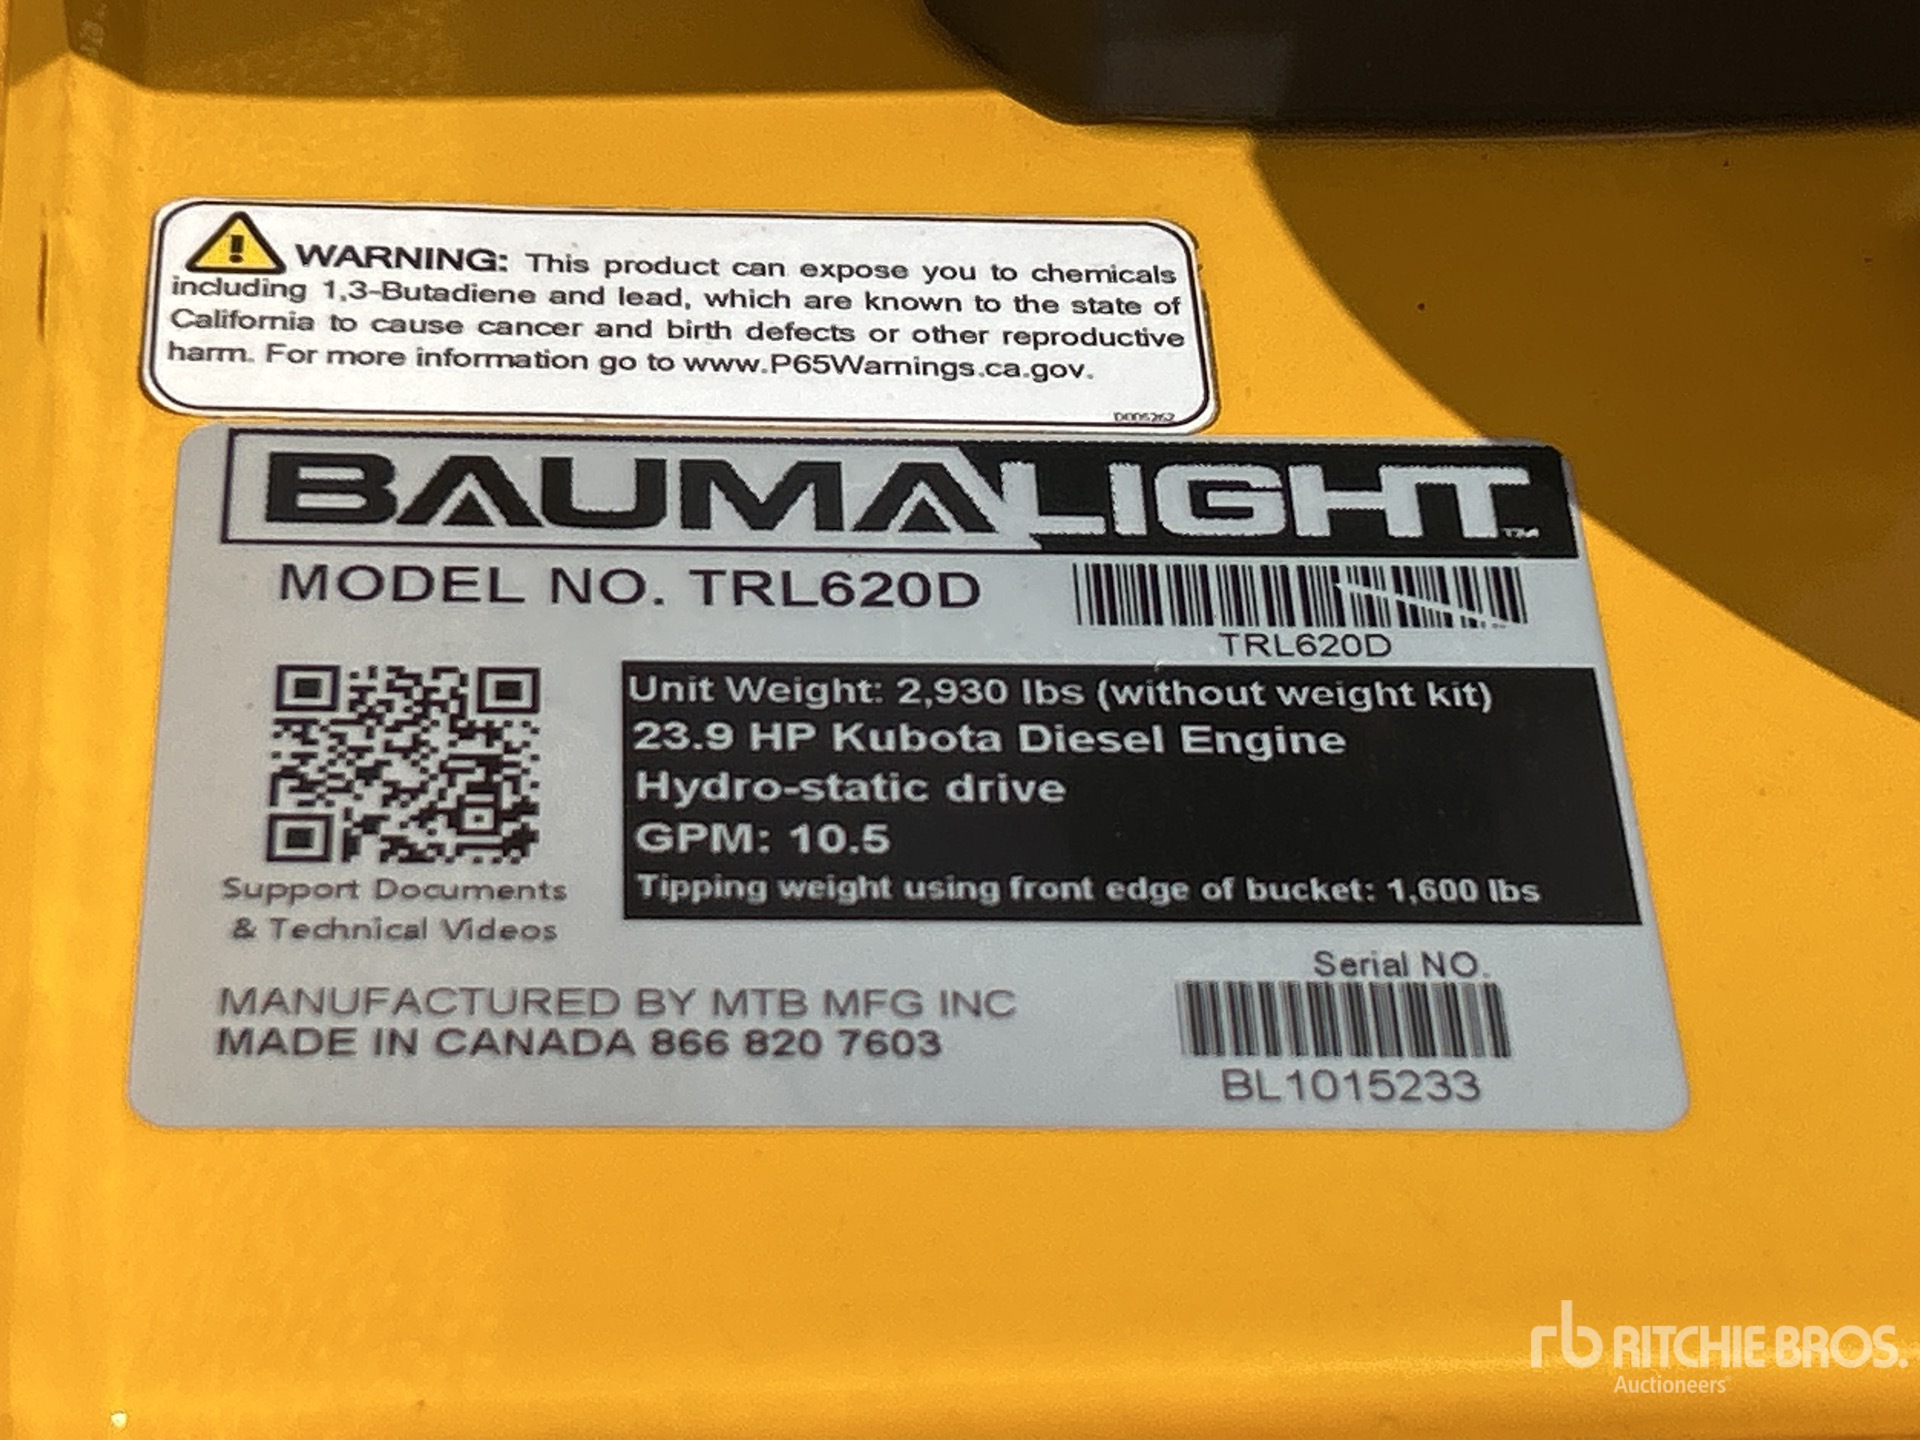 WARNING: This product can expose you to chemicals
including 1,3-Butadiene and lead, which are known to the state of
California to cause cancer and birth defects or other reproductive
harm. For more information go to www.P65Warnings.ca.gov.
D005262
BAUMALIGHT™
MODEL NO. TRL620D
TRL620D
Unit Weight: 2,930 lbs (without weight kit)
23.9 HP Kubota Diesel Engine
Hydro-static drive
GPM: 10.5
Tipping weight using front edge of bucket: 1,600 lbs
Support Documents
& Technical Videos
MANUFACTURED BY MTB MFG INC
MADE IN CANADA 866 820 7603
Serial NO.
BL1015233
rb RITCHIE BROS.
Auctioneers